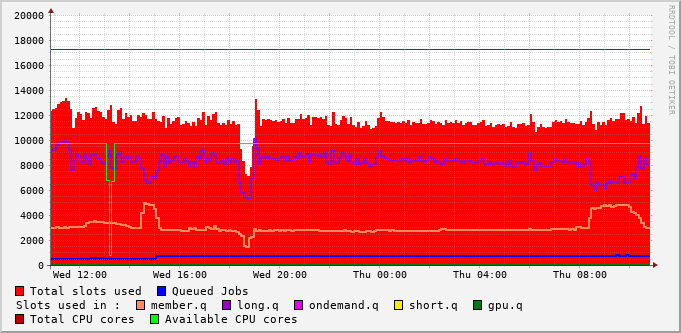 20000
18000
16000
14000
12000
10000
8000
6000
4000
2000
0
Wed 12:00 Wed 16:00 Wed 20:00 Thu 00:00 Thu 04:00 Thu 08:00
Total slots used Queued Jobs
Slots used in : member.q long.q ondemand.q short.q gpu.q
Total CPU cores Available CPU cores
RRDTOOL / TOBI OETIKER